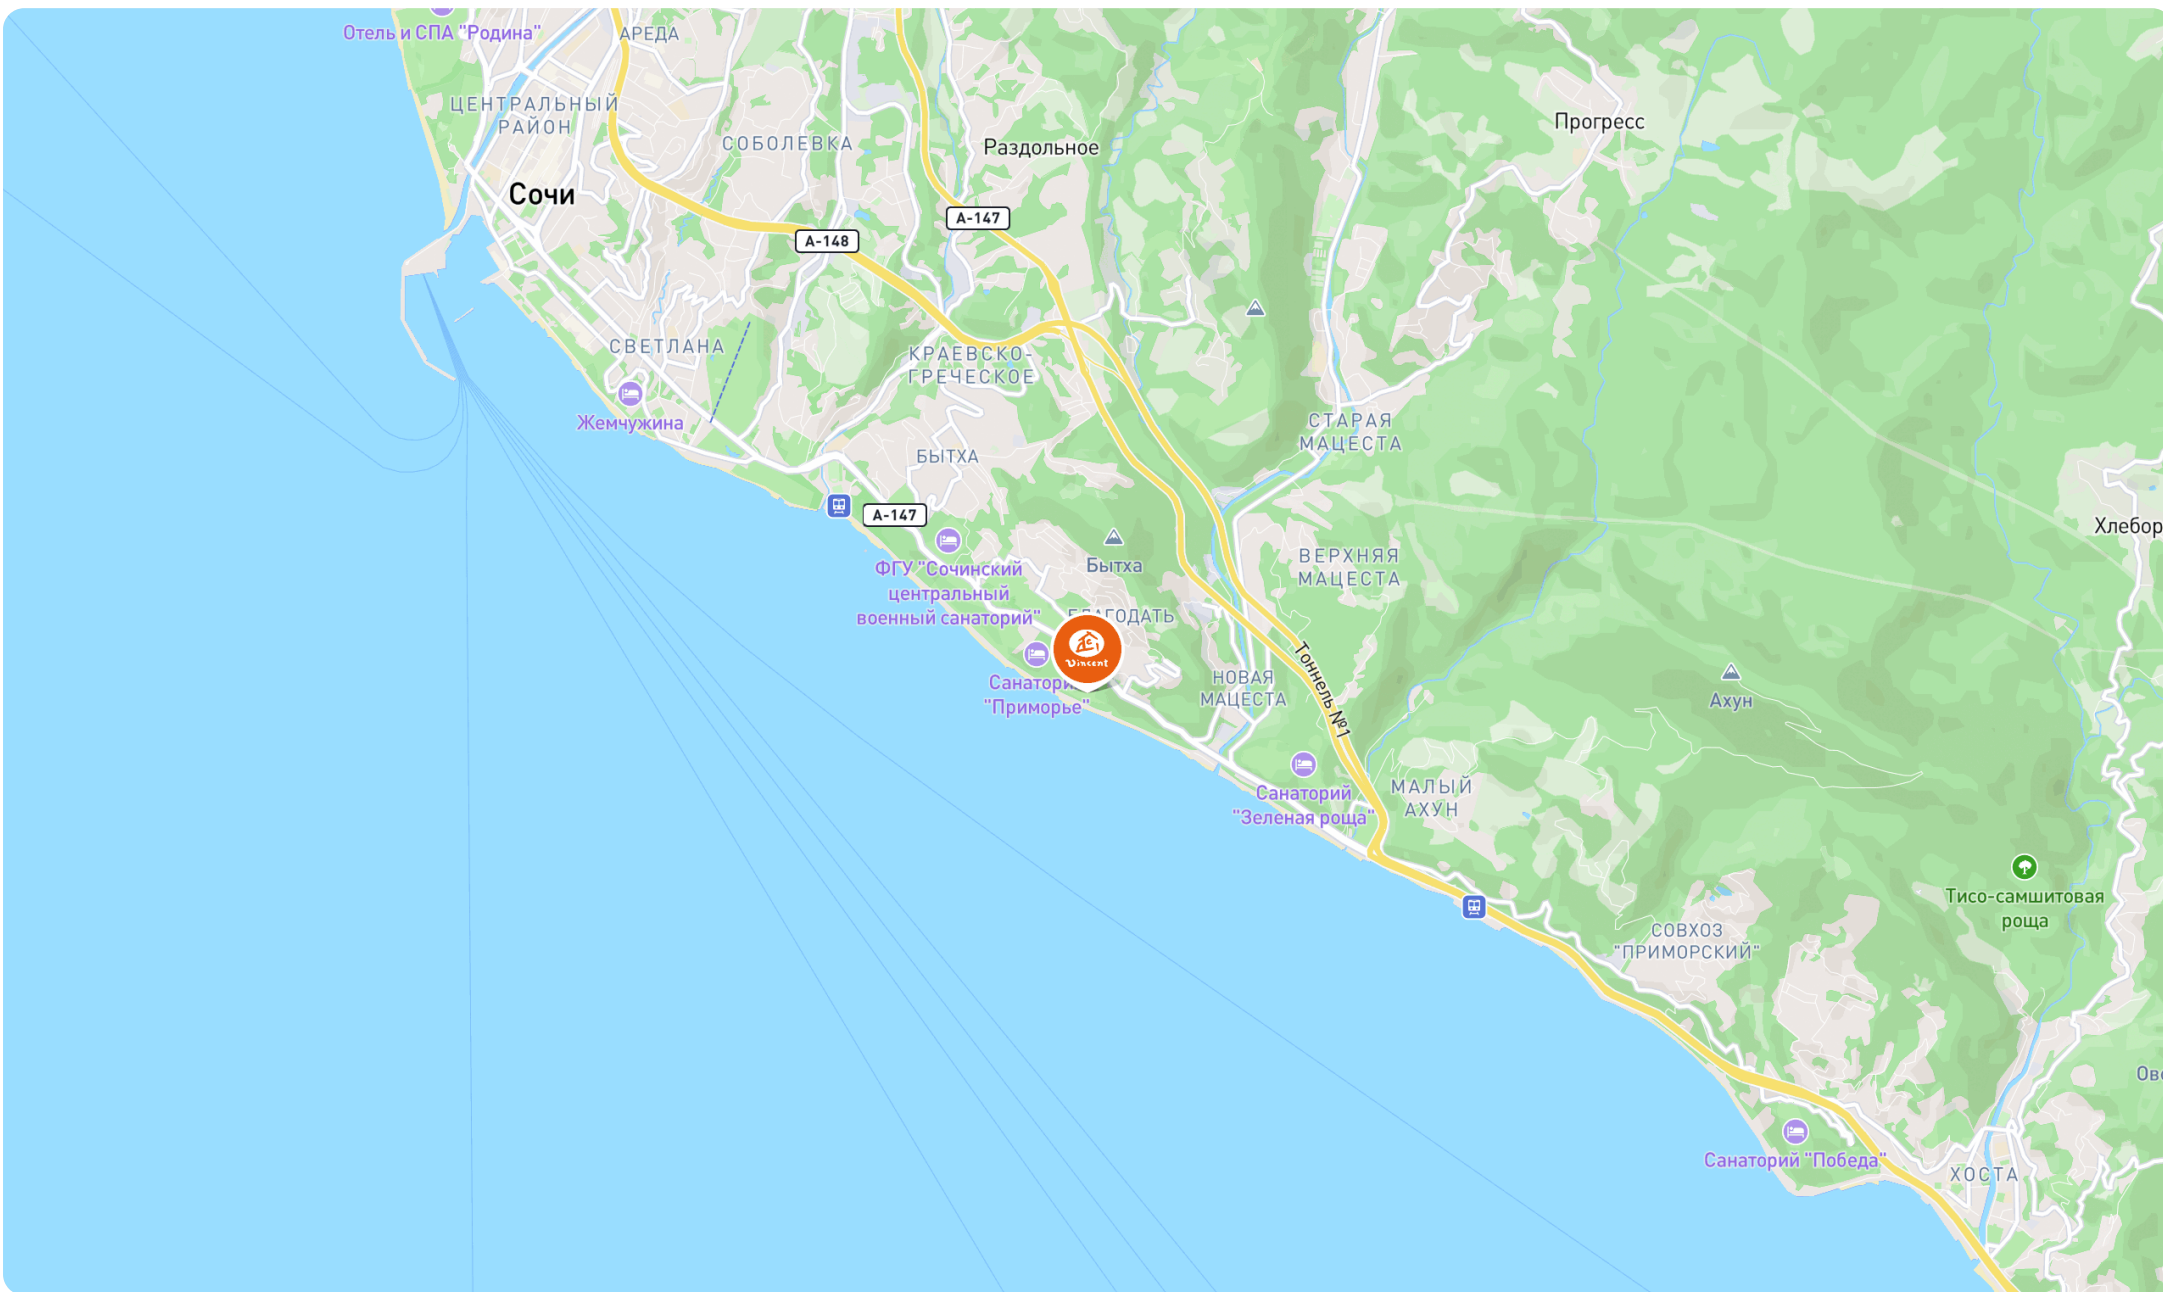 Отель и СПА "Родина"
АРЕДА
ЦЕНТРАЛЬНЫЙ
РАЙОН
СОБОЛЕВКА
Раздольное
Прогресс
Сочи
А-147
А-148
СВЕТЛАНА
КРАЕВСКО-
ГРЕЧЕСКОЕ
Жемчужина
СТАРАЯ
МАЦЕСТА
БЫТХА
А-147
Хлебор
Бытха
ВЕРХНЯЯ
МАЦЕСТА
ФГУ "Сочинский
центральный
военный санаторий"
БЛАГОДАТЬ
Vincent
Санаторий
"Приморье"
НОВАЯ
МАЦЕСТА
Тоннель №1
Ахун
Санаторий
"Зеленая роща"
МАЛЫЙ
АХУН
Тисо-самшитовая
роща
СОВХОЗ
"ПРИМОРСКИЙ"
Ов
Санаторий "Победа"
ХОСТА